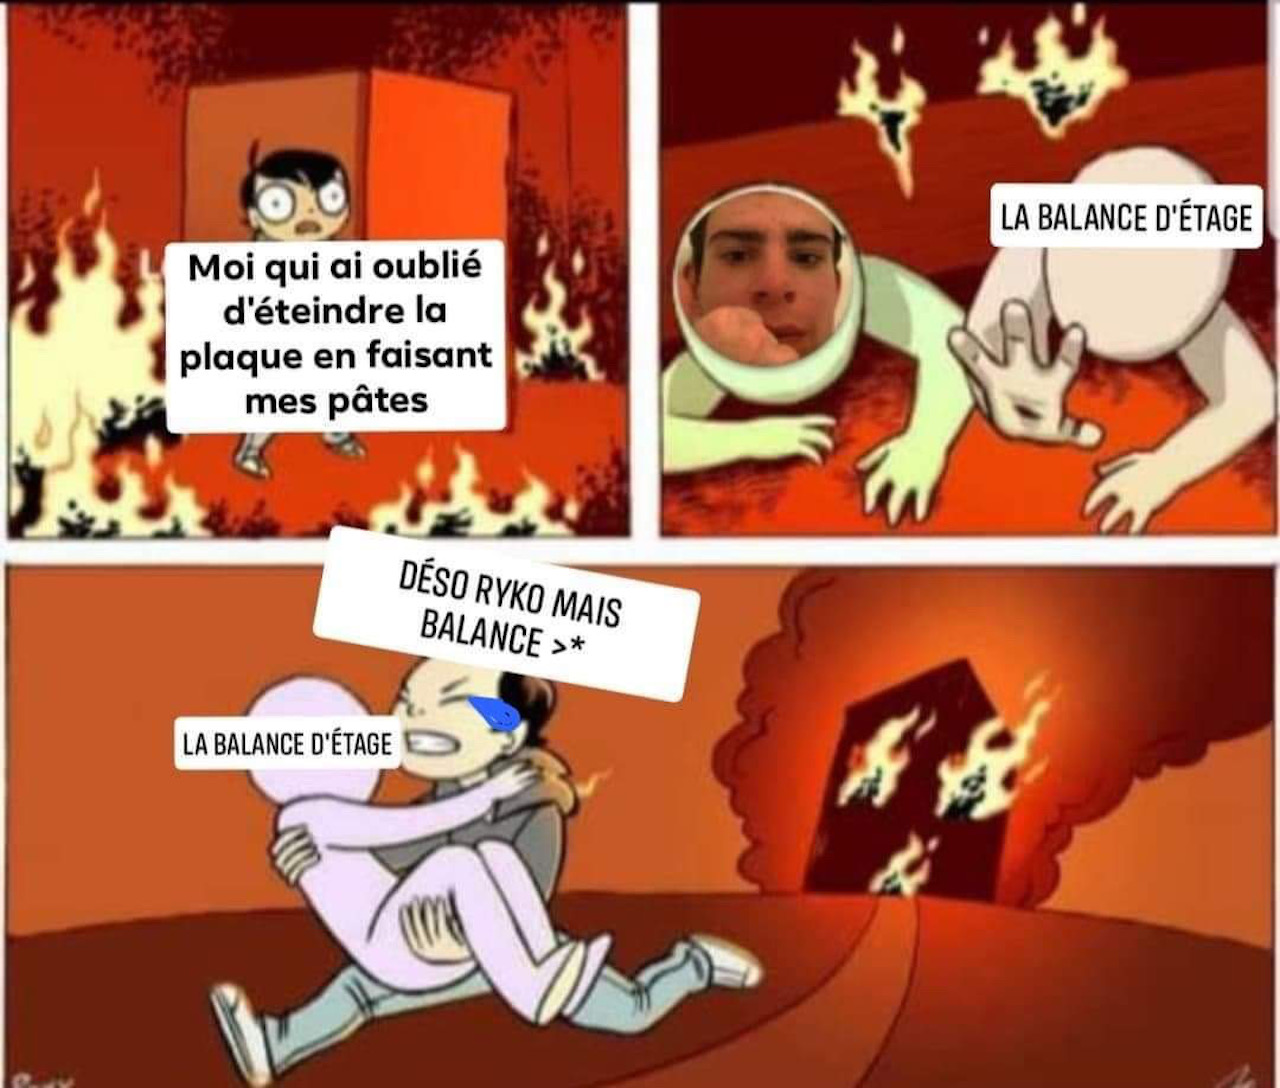 Moi qui ai oublié
d'éteindre la
plaque en faisant
mes pâtes
LA BALANCE D'ÉTAGE
DÉSO RYKO MAIS
BALANCE >*
LA BALANCE D'ÉTAGE